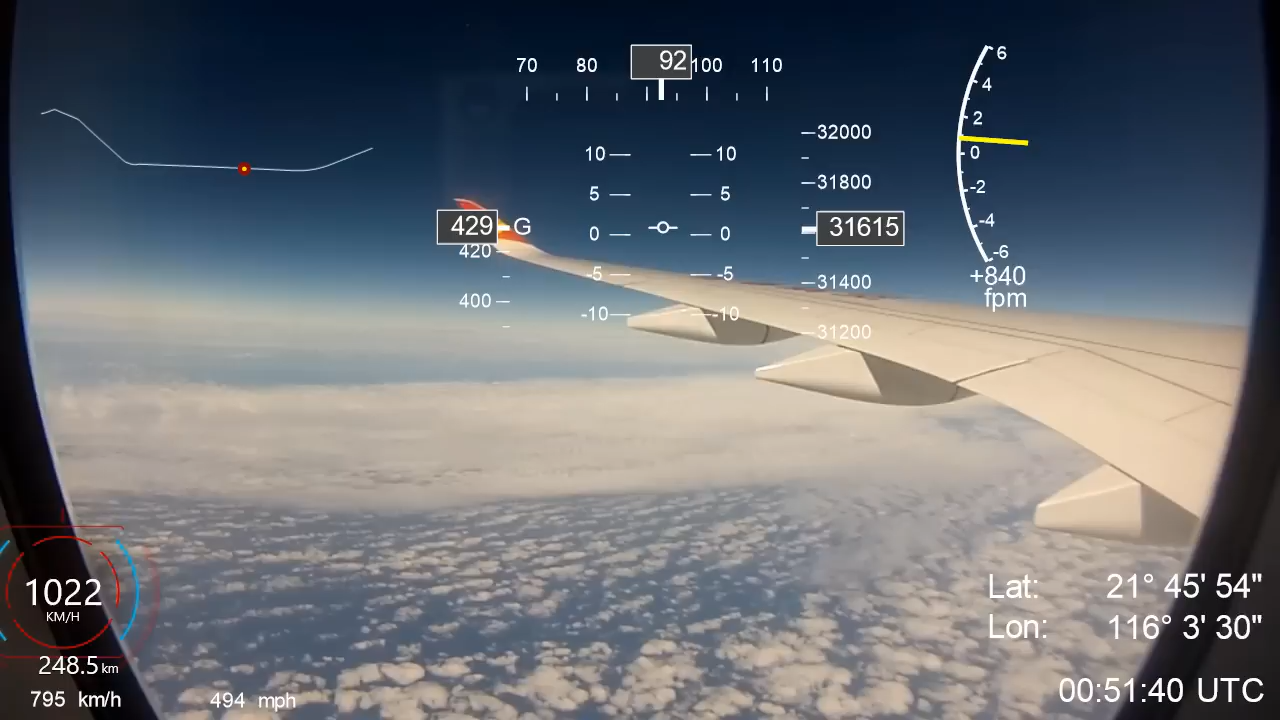 70 80 92 100 110
6
4
2
0
-2
-4
-6
+840
fpm
32000
31800
31615
31400
31200
10 10
5 5
0 0
-5 -5
-10 -10
429 G
420
400
1022
KM/H
248.5 km
795 km/h 494 mph
Lat: 21° 45' 54"
Lon: 116° 3' 30"
00:51:40 UTC